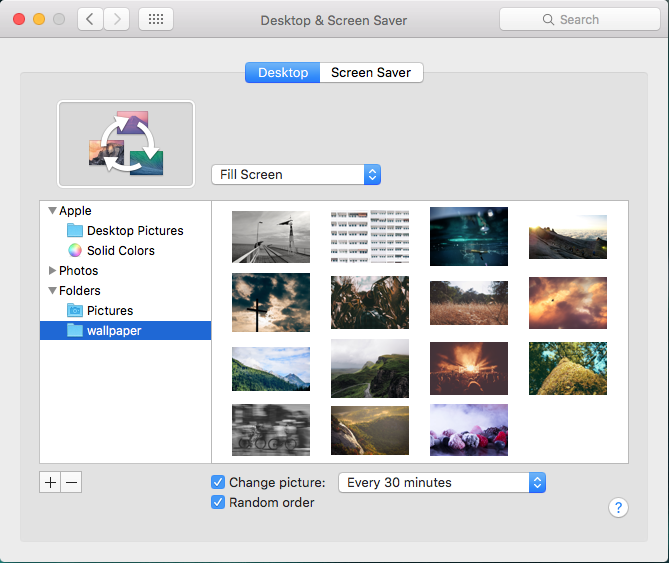 Desktop & Screen Saver
Search
Desktop
Screen Saver
Fill Screen
Apple
Desktop Pictures
Solid Colors
Photos
Folders
Pictures
wallpaper
+ −
Change picture:
Every 30 minutes
Random order
?